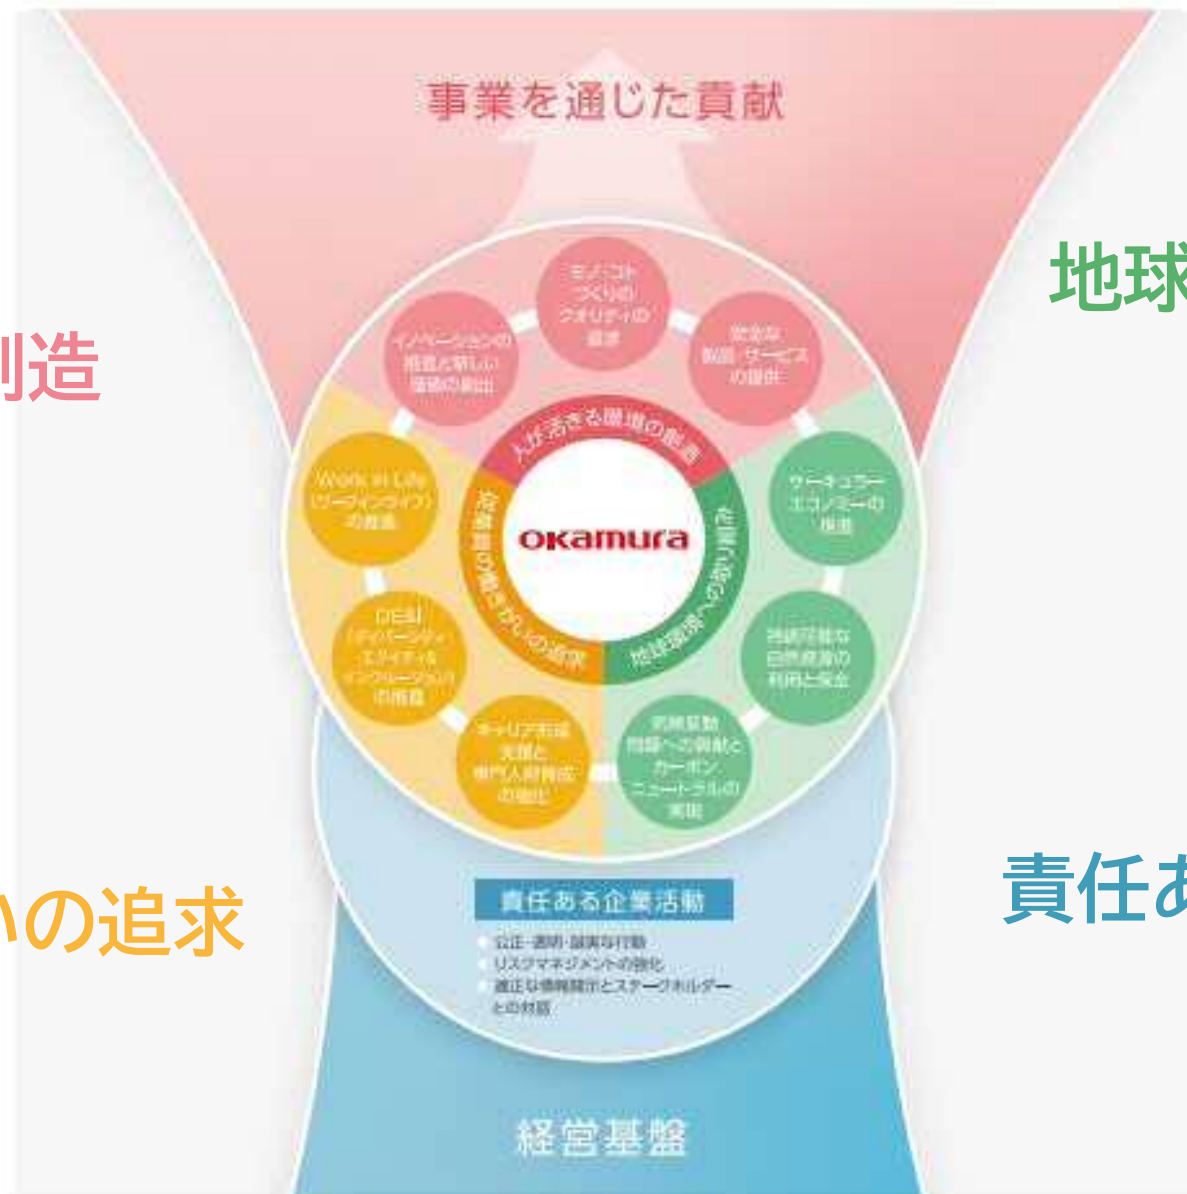 事業を通じた貢献
地球
創造
モノ・コト
づくりの
クオリティの
追求
イノベーションの
推進と新しい
価値の創出
安全な
製品・サービス
の提供
人が活きる環境の創造
Work in Life
(ワークインライフ)
の推進
サーキュラー
エコノミーの
推進
従業員の働きがいの追求
okamura
地球環境への取り組み
DE&I
(ダイバーシティ
エクイティ&
インクルージョン)
の推進
持続可能な
自然資源の
利用と保全
キャリア形成
支援と
専門人財育成
の強化
気候変動
問題への貢献と
カーボン
ニュートラルの
実現
いの追求
責任あ
責任ある企業活動
公正・透明・誠実な行動
リスクマネジメントの強化
適正な情報開示とステークホルダー
との対話
経営基盤